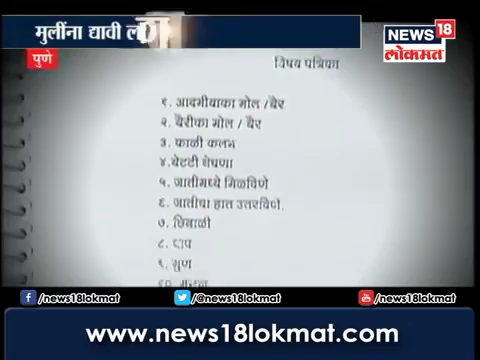 मुलींना द्यावी
NEWS 18
लोकमत
पुणे
विषय पत्रिका
१. आदमीबाका मोल / बैर
२. बैरीका मोल / बैर
३. फाळी कलम
४. बेटटी बेचणा
५. जातीमध्ये मिळविणे
६. जातीचा हात उतरविणे.
७. छिनाळी
८.
९. सुण
१०.
/news18lokmat
/@news18lokmat
/news18lokmat
www.news18lokmat.com